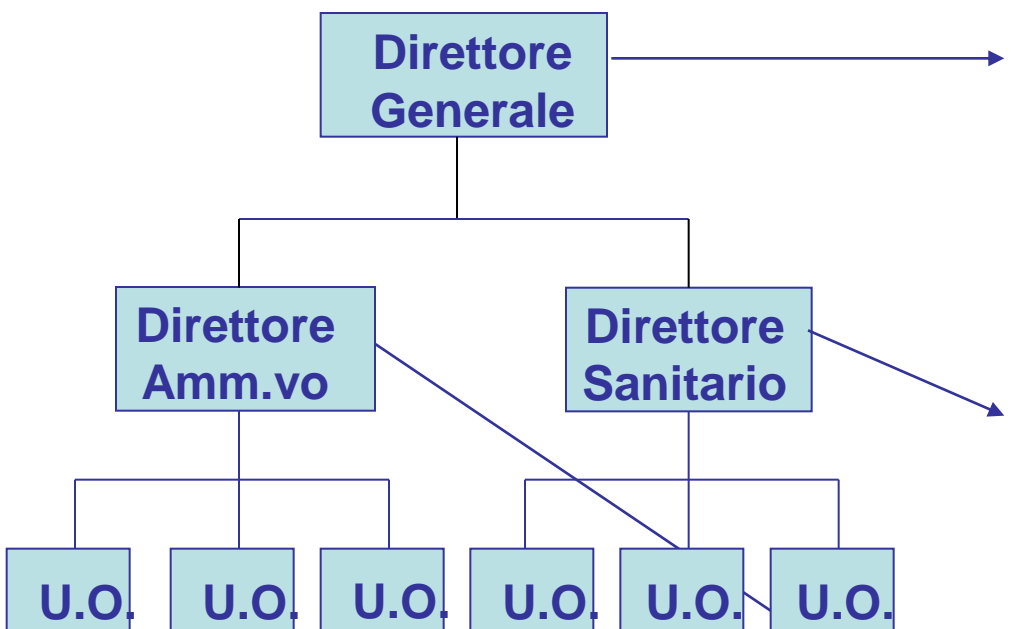 Direttore
Generale
Direttore
Amm.vo
Direttore
Sanitario
U.O.
U.O.
U.O.
U.O.
U.O.
U.O.